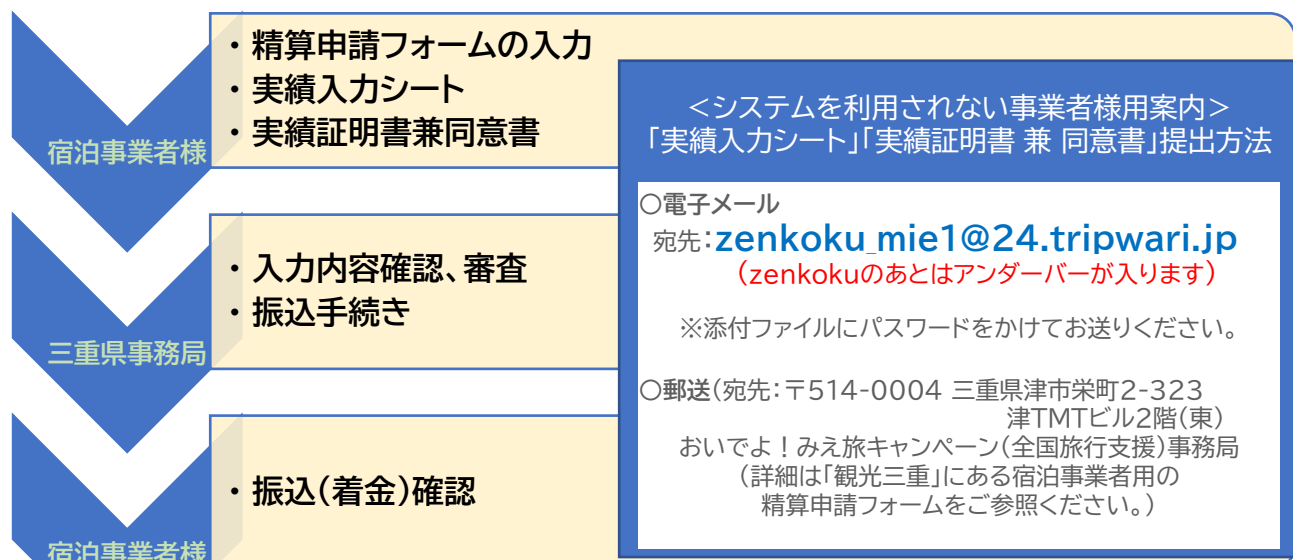 ・ 精算申請フォームの入力
・ 実績入力シート
・ 実績証明書兼同意書
宿泊事業者様
・ 入力内容確認、審査
・ 振込手続き
三重県事務局
・ 振込(着金)確認
宿泊事業者様
<システムを利用されない事業者様用案内>
「実績入力シート」「実績証明書 兼 同意書」提出方法
○電子メール
宛先:zenkoku_mie1@24.tripwari.jp
(zenkokuのあとはアンダーバーが入ります)
※添付ファイルにパスワードをかけてお送りください。
○郵送(宛先:〒514-0004 三重県津市栄町2-323
津TMTビル2階(東)
おいでよ!みえ旅キャンペーン(全国旅行支援)事務局
(詳細は「観光三重」にある宿泊事業者用の
精算申請フォームをご参照ください。)